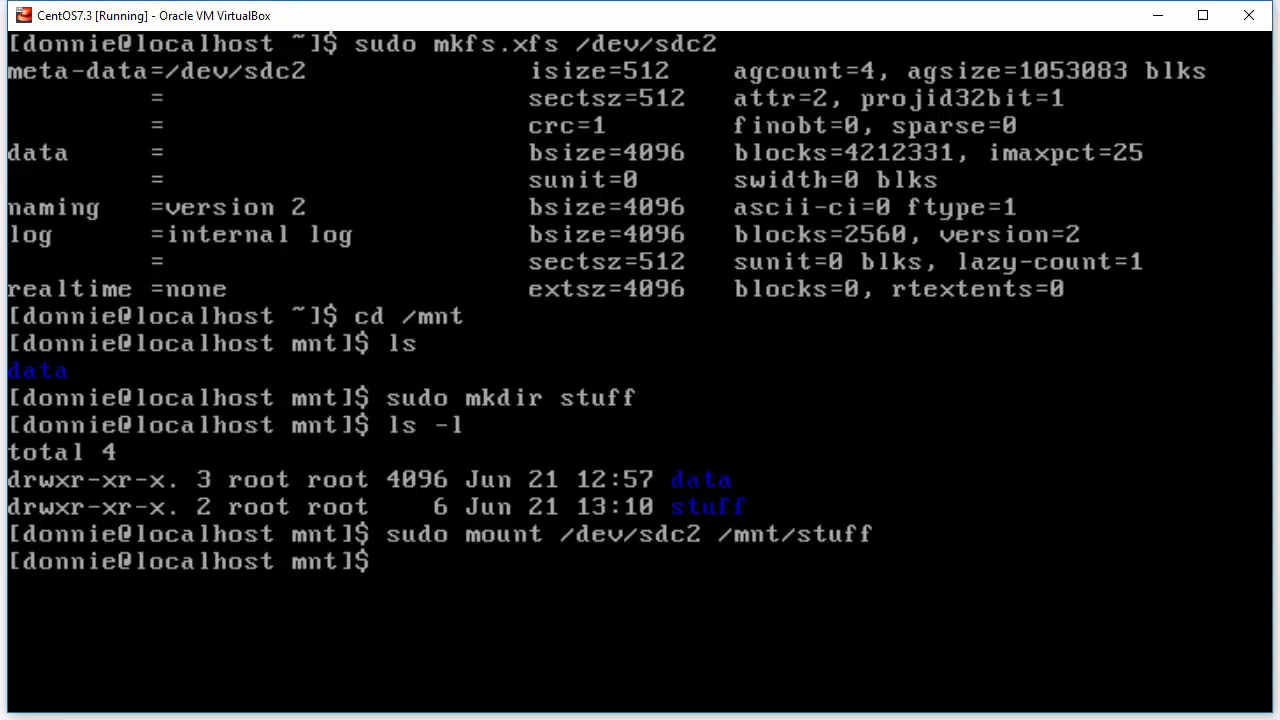 CentOS7.3 [Running] - Oracle VM VirtualBox
[donnie@localhost ~]$ sudo mkfs.xfs /dev/sdc2
meta-data=/dev/sdc2              isize=512    agcount=4, agsize=1053083 blks
         =                       sectsz=512   attr=2, projid32bit=1
         =                       crc=1        finobt=0, sparse=0
data     =                       bsize=4096   blocks=4212331, imaxpct=25
         =                       sunit=0      swidth=0 blks
naming   =version 2              bsize=4096   ascii-ci=0 ftype=1
log      =internal log           bsize=4096   blocks=2560, version=2
         =                       sectsz=512   sunit=0 blks, lazy-count=1
realtime =none                   extsz=4096   blocks=0, rtextents=0
[donnie@localhost ~]$ cd /mnt
[donnie@localhost mnt]$ ls
data
[donnie@localhost mnt]$ sudo mkdir stuff
[donnie@localhost mnt]$ ls -l
total 4
drwxr-xr-x. 3 root root 4096 Jun 21 12:57 data
drwxr-xr-x. 2 root root    6 Jun 21 13:10 stuff
[donnie@localhost mnt]$ sudo mount /dev/sdc2 /mnt/stuff
[donnie@localhost mnt]$